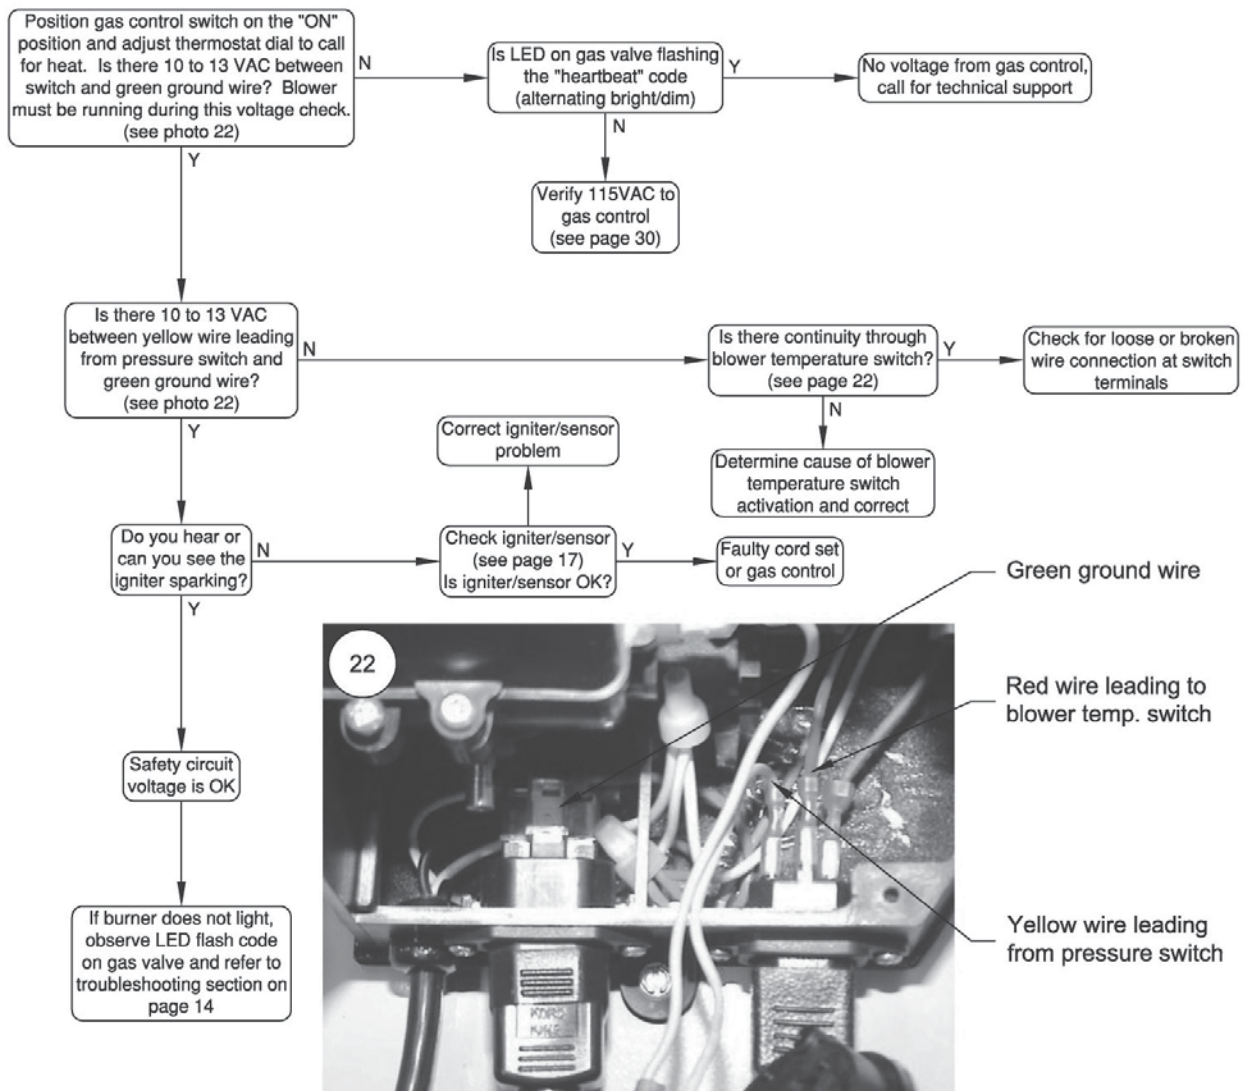 Position gas control switch on the "ON"
position and adjust thermostat dial to call
for heat. Is there 10 to 13 VAC between
switch and green ground wire? Blower
must be running during this voltage check.
(see photo 22)
N
Is LED on gas valve flashing
the "heartbeat" code
(alternating bright/dim)
Y
No voltage from gas control,
call for technical support
Y
N
Verify 115VAC to
gas control
(see page 30)
Is there 10 to 13 VAC
between yellow wire leading
from pressure switch and
green ground wire?
(see photo 22)
N
Is there continuity through
blower temperature switch?
(see page 22)
Y
Check for loose or broken
wire connection at switch
terminals
Y
N
Correct igniter/sensor
problem
Determine cause of blower
temperature switch
activation and correct
Do you hear or
can you see the
igniter sparking?
N
Check igniter/sensor
(see page 17)
Is igniter/sensor OK?
Y
Faulty cord set
or gas control
Y
Green ground wire
22
Red wire leading to
blower temp. switch
Safety circuit
voltage is OK
Yellow wire leading
from pressure switch
If burner does not light,
observe LED flash code
on gas valve and refer to
troubleshooting section on
page 14